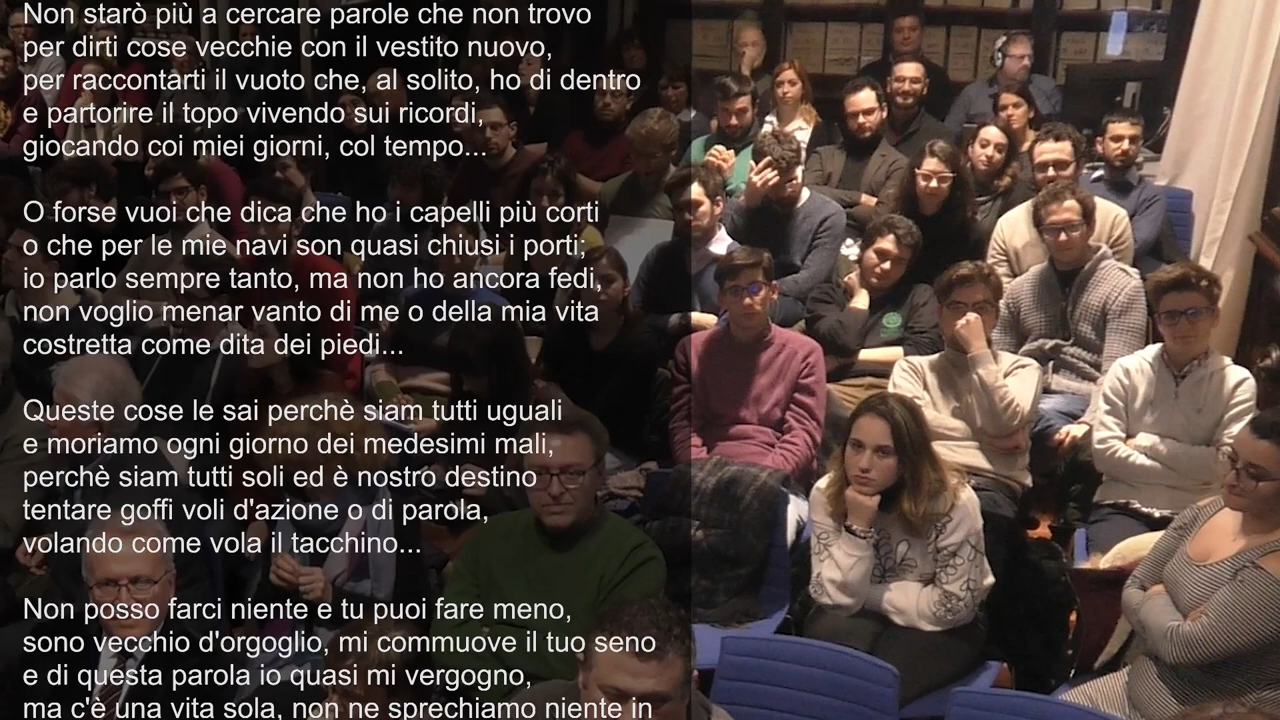 Non starò più a cercare parole che non trovo
per dirti cose vecchie con il vestito nuovo,
per raccontarti il vuoto che, al solito, ho di dentro
e partorire il topo vivendo sui ricordi,
giocando coi miei giorni, col tempo...
O forse vuoi che dica che ho i capelli più corti
o che per le mie navi son quasi chiusi i porti;
io parlo sempre tanto, ma non ho ancora fedi,
non voglio menar vanto di me o della mia vita
costretta come dita dei piedi...
Queste cose le sai perchè siam tutti uguali
e moriamo ogni giorno dei medesimi mali,
perchè siam tutti soli ed è nostro destino
tentare goffi voli d'azione o di parola,
volando come vola il tacchino...
Non posso farci niente e tu puoi fare meno,
sono vecchio d'orgoglio, mi commuove il tuo seno
e di questa parola io quasi mi vergogno,
ma c'è una vita sola, non ne sprechiamo niente in